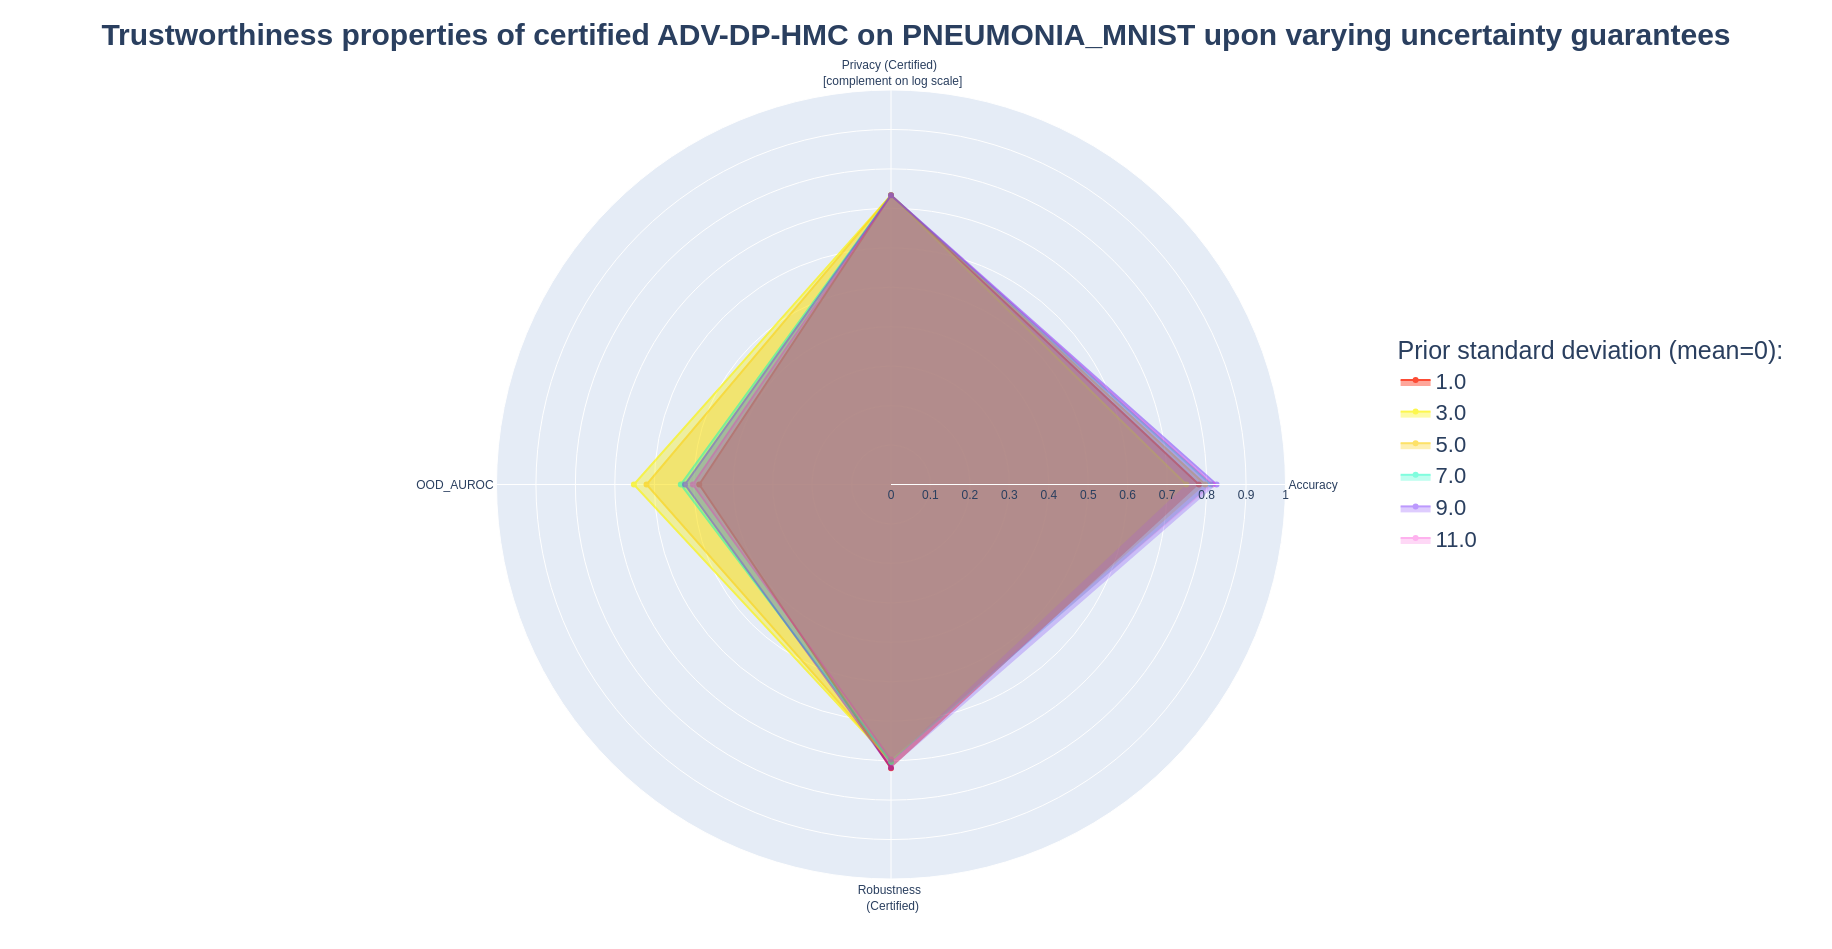 Trustworthiness properties of certified ADV-DP-HMC on PNEUMONIA_MNIST upon varying uncertainty guarantees
Privacy (Certified)
[complement on log scale]
Prior standard deviation (mean=0):
1.0
3.0
5.0
7.0
9.0
11.0
OOD_AUROC
Accuracy
0 0.1 0.2 0.3 0.4 0.5 0.6 0.7 0.8 0.9 1
Robustness
(Certified)